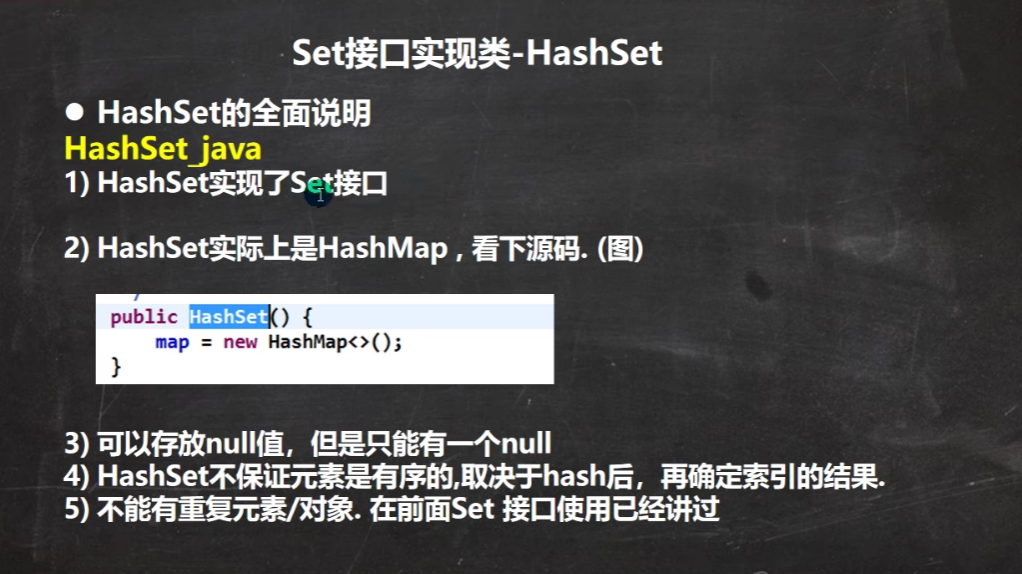 Set接口实现类-HashSet
● HashSet的全面说明
HashSet_java
1) HashSet实现了Set接口
2) HashSet实际上是HashMap , 看下源码. (图)
public HashSet() {
map = new HashMap<>();
}
3) 可以存放null值，但是只能有一个null
4) HashSet不保证元素是有序的,取决于hash后，再确定索引的结果.
5) 不能有重复元素/对象. 在前面Set 接口使用已经讲过